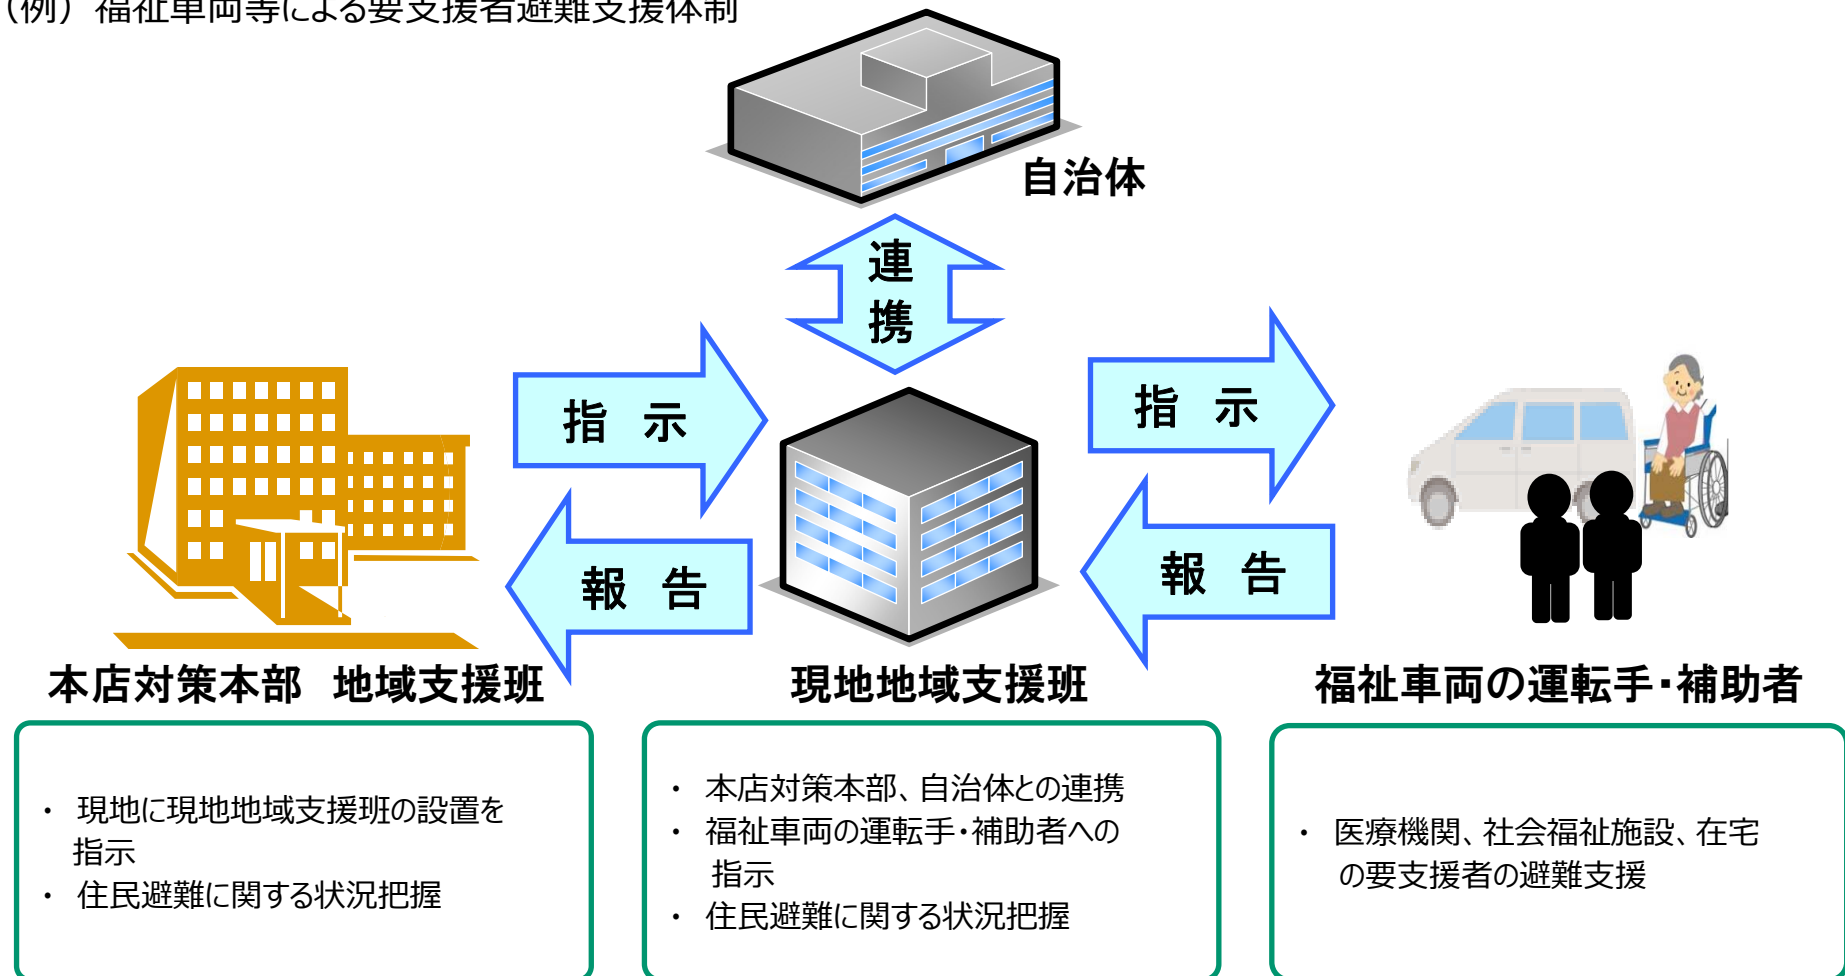 （例）福祉車両等による要支援者避難支援体制
自治体
連
携
指 示
指 示
報 告
報 告
本店対策本部　地域支援班
現地地域支援班
福祉車両の運転手・補助者
・ 現地に現地地域支援班の設置を
指示
・ 住民避難に関する状況把握
・ 本店対策本部、自治体との連携
・ 福祉車両の運転手・補助者への
指示
・ 住民避難に関する状況把握
・ 医療機関、社会福祉施設、在宅
の要支援者の避難支援